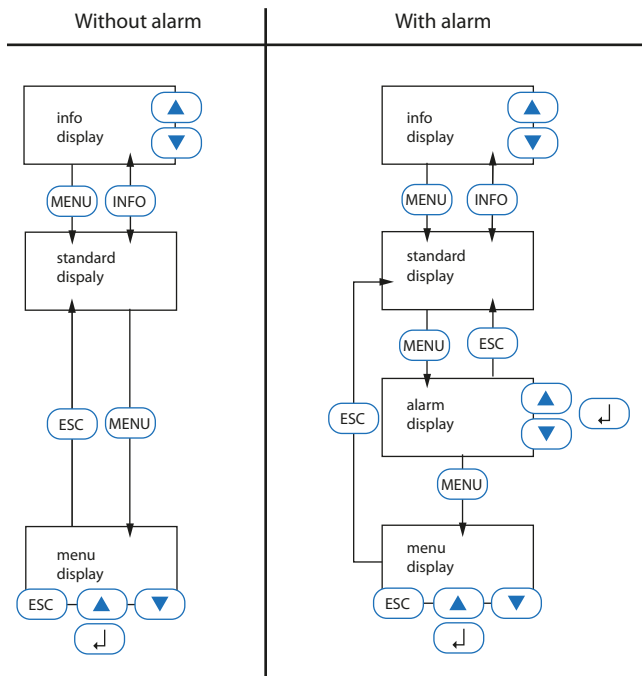 Without alarm
With alarm
info
display
MENU
INFO
standard
dispaly
ESC
MENU
menu
display
ESC
info
display
MENU
INFO
standard
display
MENU
ESC
ESC
alarm
display
MENU
menu
display
ESC